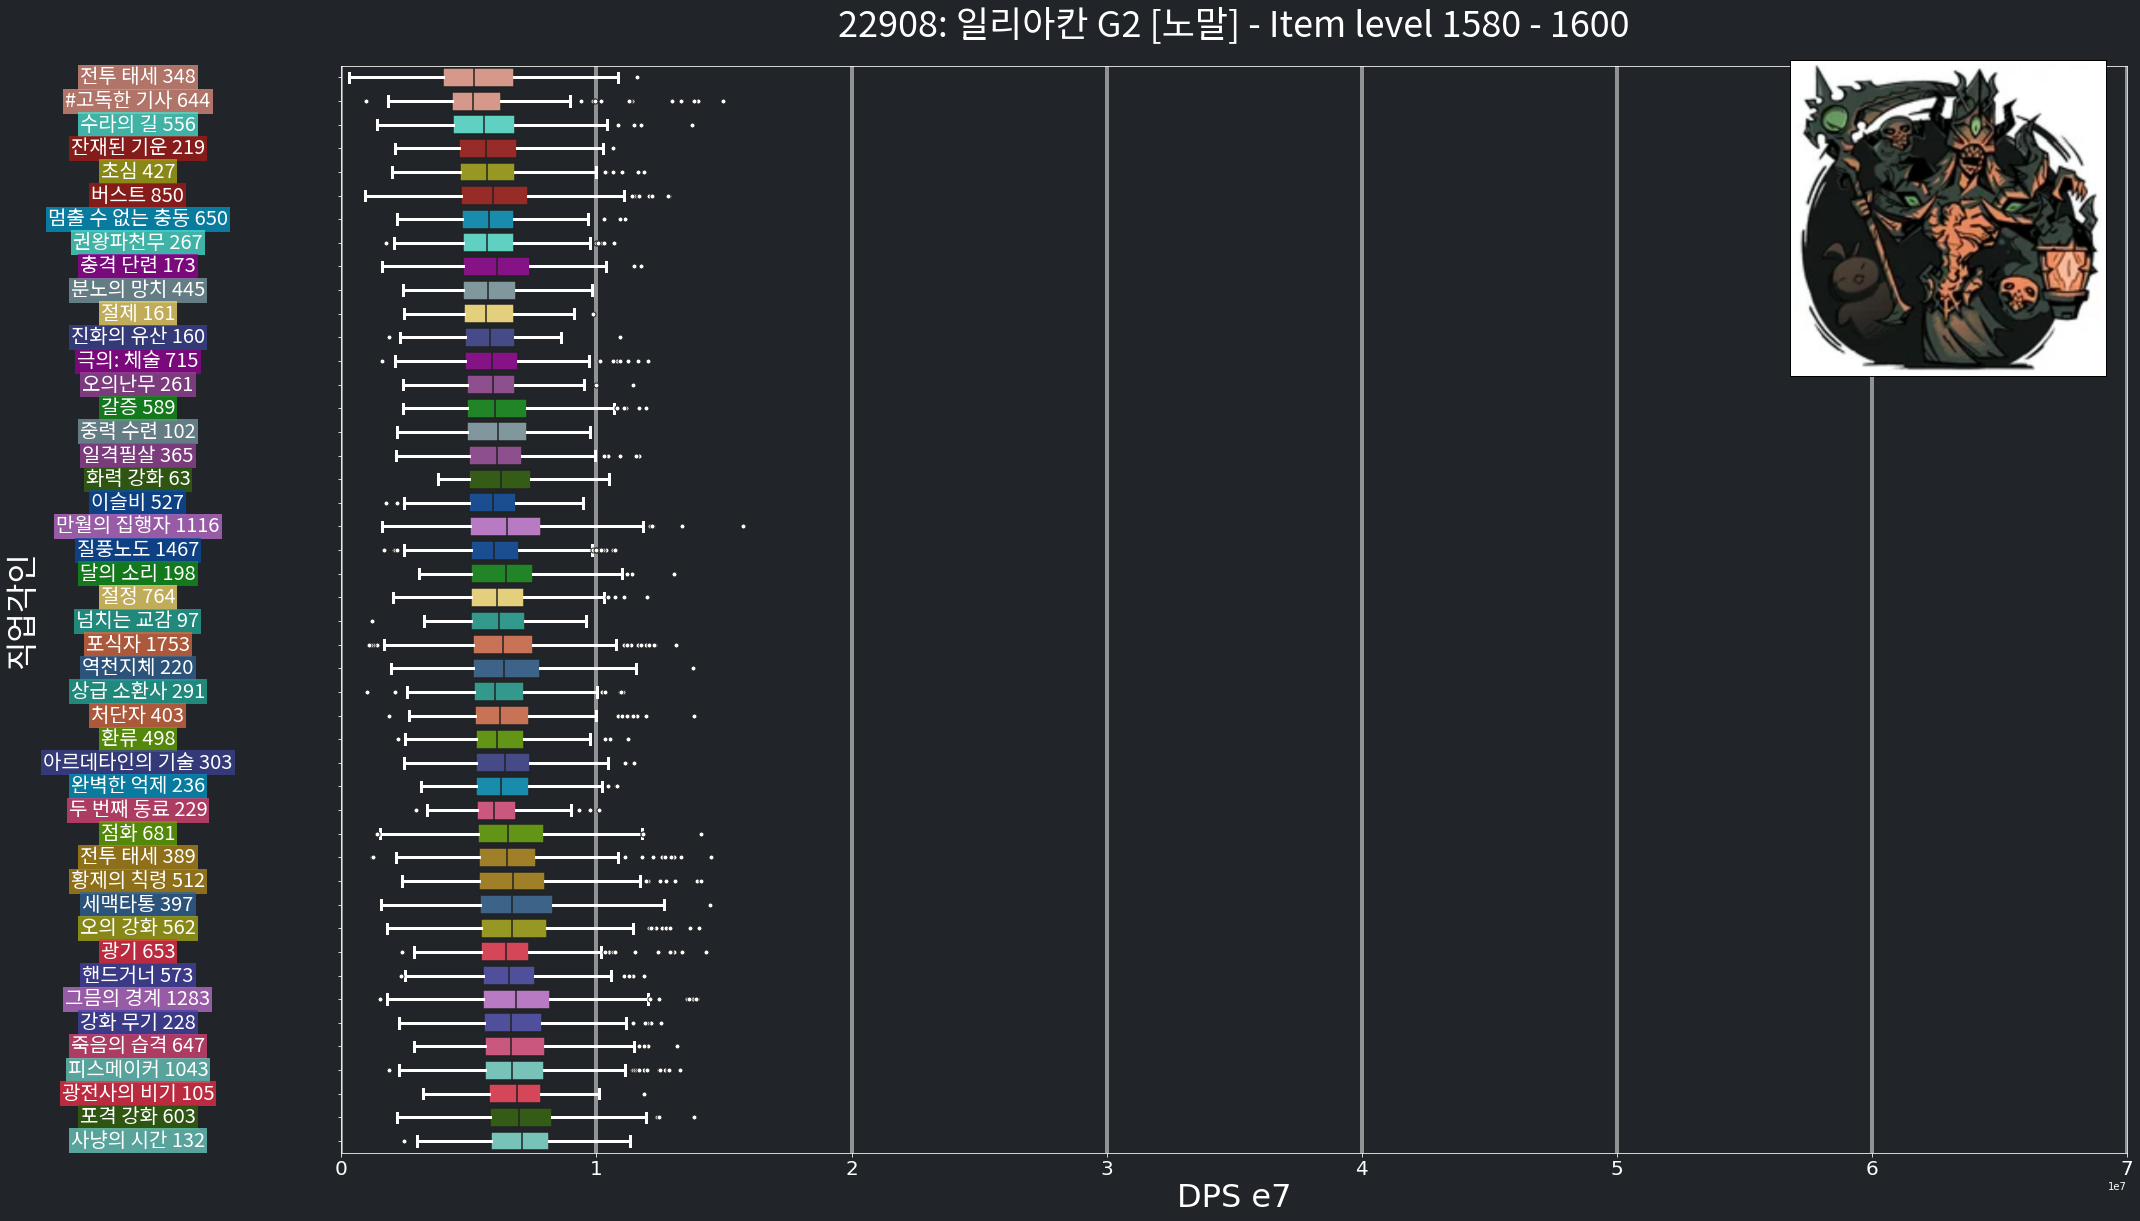 22908: 일리아칸 G2 [노말] - Item level 1580 - 1600
전투 태세 348
#고독한 기사 644
수라의 길 556
잔재된 기운 219
초심 427
버스트 850
멈출 수 없는 충동 650
권왕파천무 267
충격 단련 173
분노의 망치 445
절제 161
진화의 유산 160
극의: 체술 715
오의난무 261
갈증 589
중력 수련 102
일격필살 365
화력 강화 63
이슬비 527
만월의 집행자 1116
질풍노도 1467
달의 소리 198
절정 764
넘치는 교감 97
포식자 1753
역천지체 220
상급 소환사 291
처단자 403
환류 498
아르데타인의 기술 303
완벽한 억제 236
두 번째 동료 229
점화 681
전투 태세 389
황제의 칙령 512
세맥타통 397
오의 강화 562
광기 653
핸드거너 573
그믐의 경계 1283
강화 무기 228
죽음의 습격 647
피스메이커 1043
광전사의 비기 105
포격 강화 603
사냥의 시간 132
직업각인
0 1 2 3 4 5 6 7
DPS e7
1e7